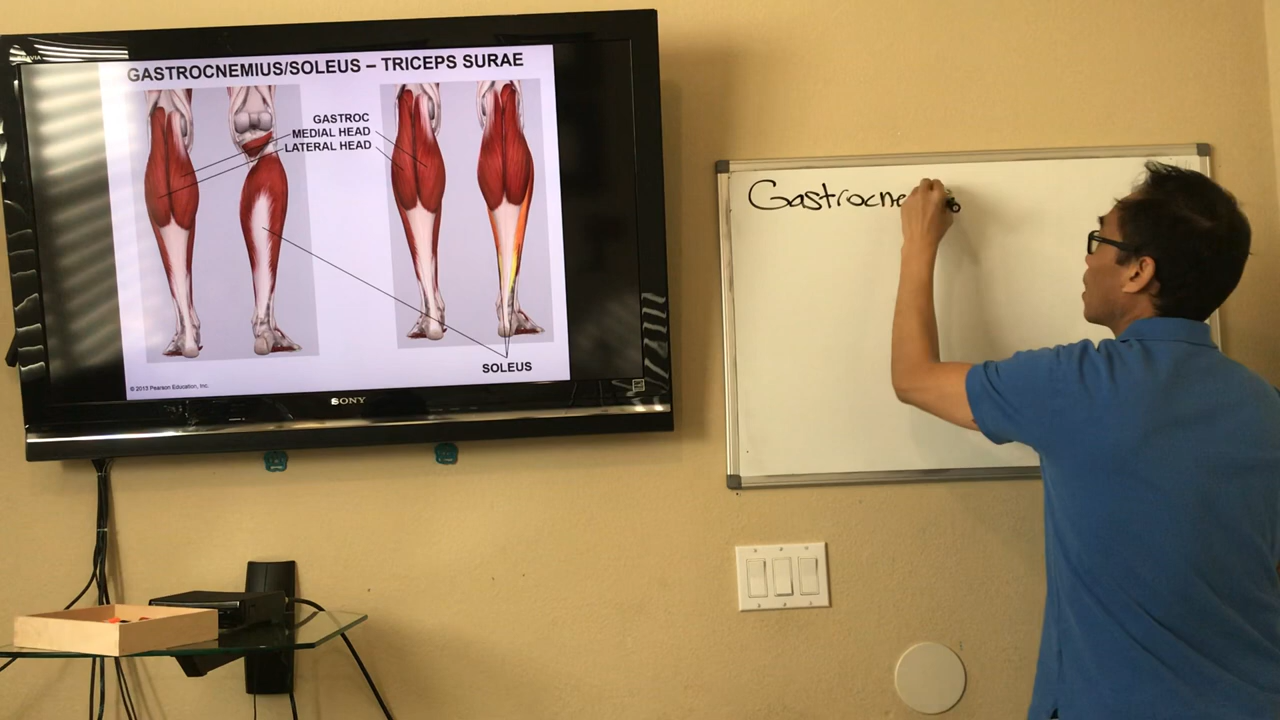 GASTROCNEMIUS/SOLEUS – TRICEPS SURAE
GASTROC
MEDIAL HEAD
LATERAL HEAD
SOLEUS
© 2015 Pearson Education, Inc.
SONY
Gastrocne